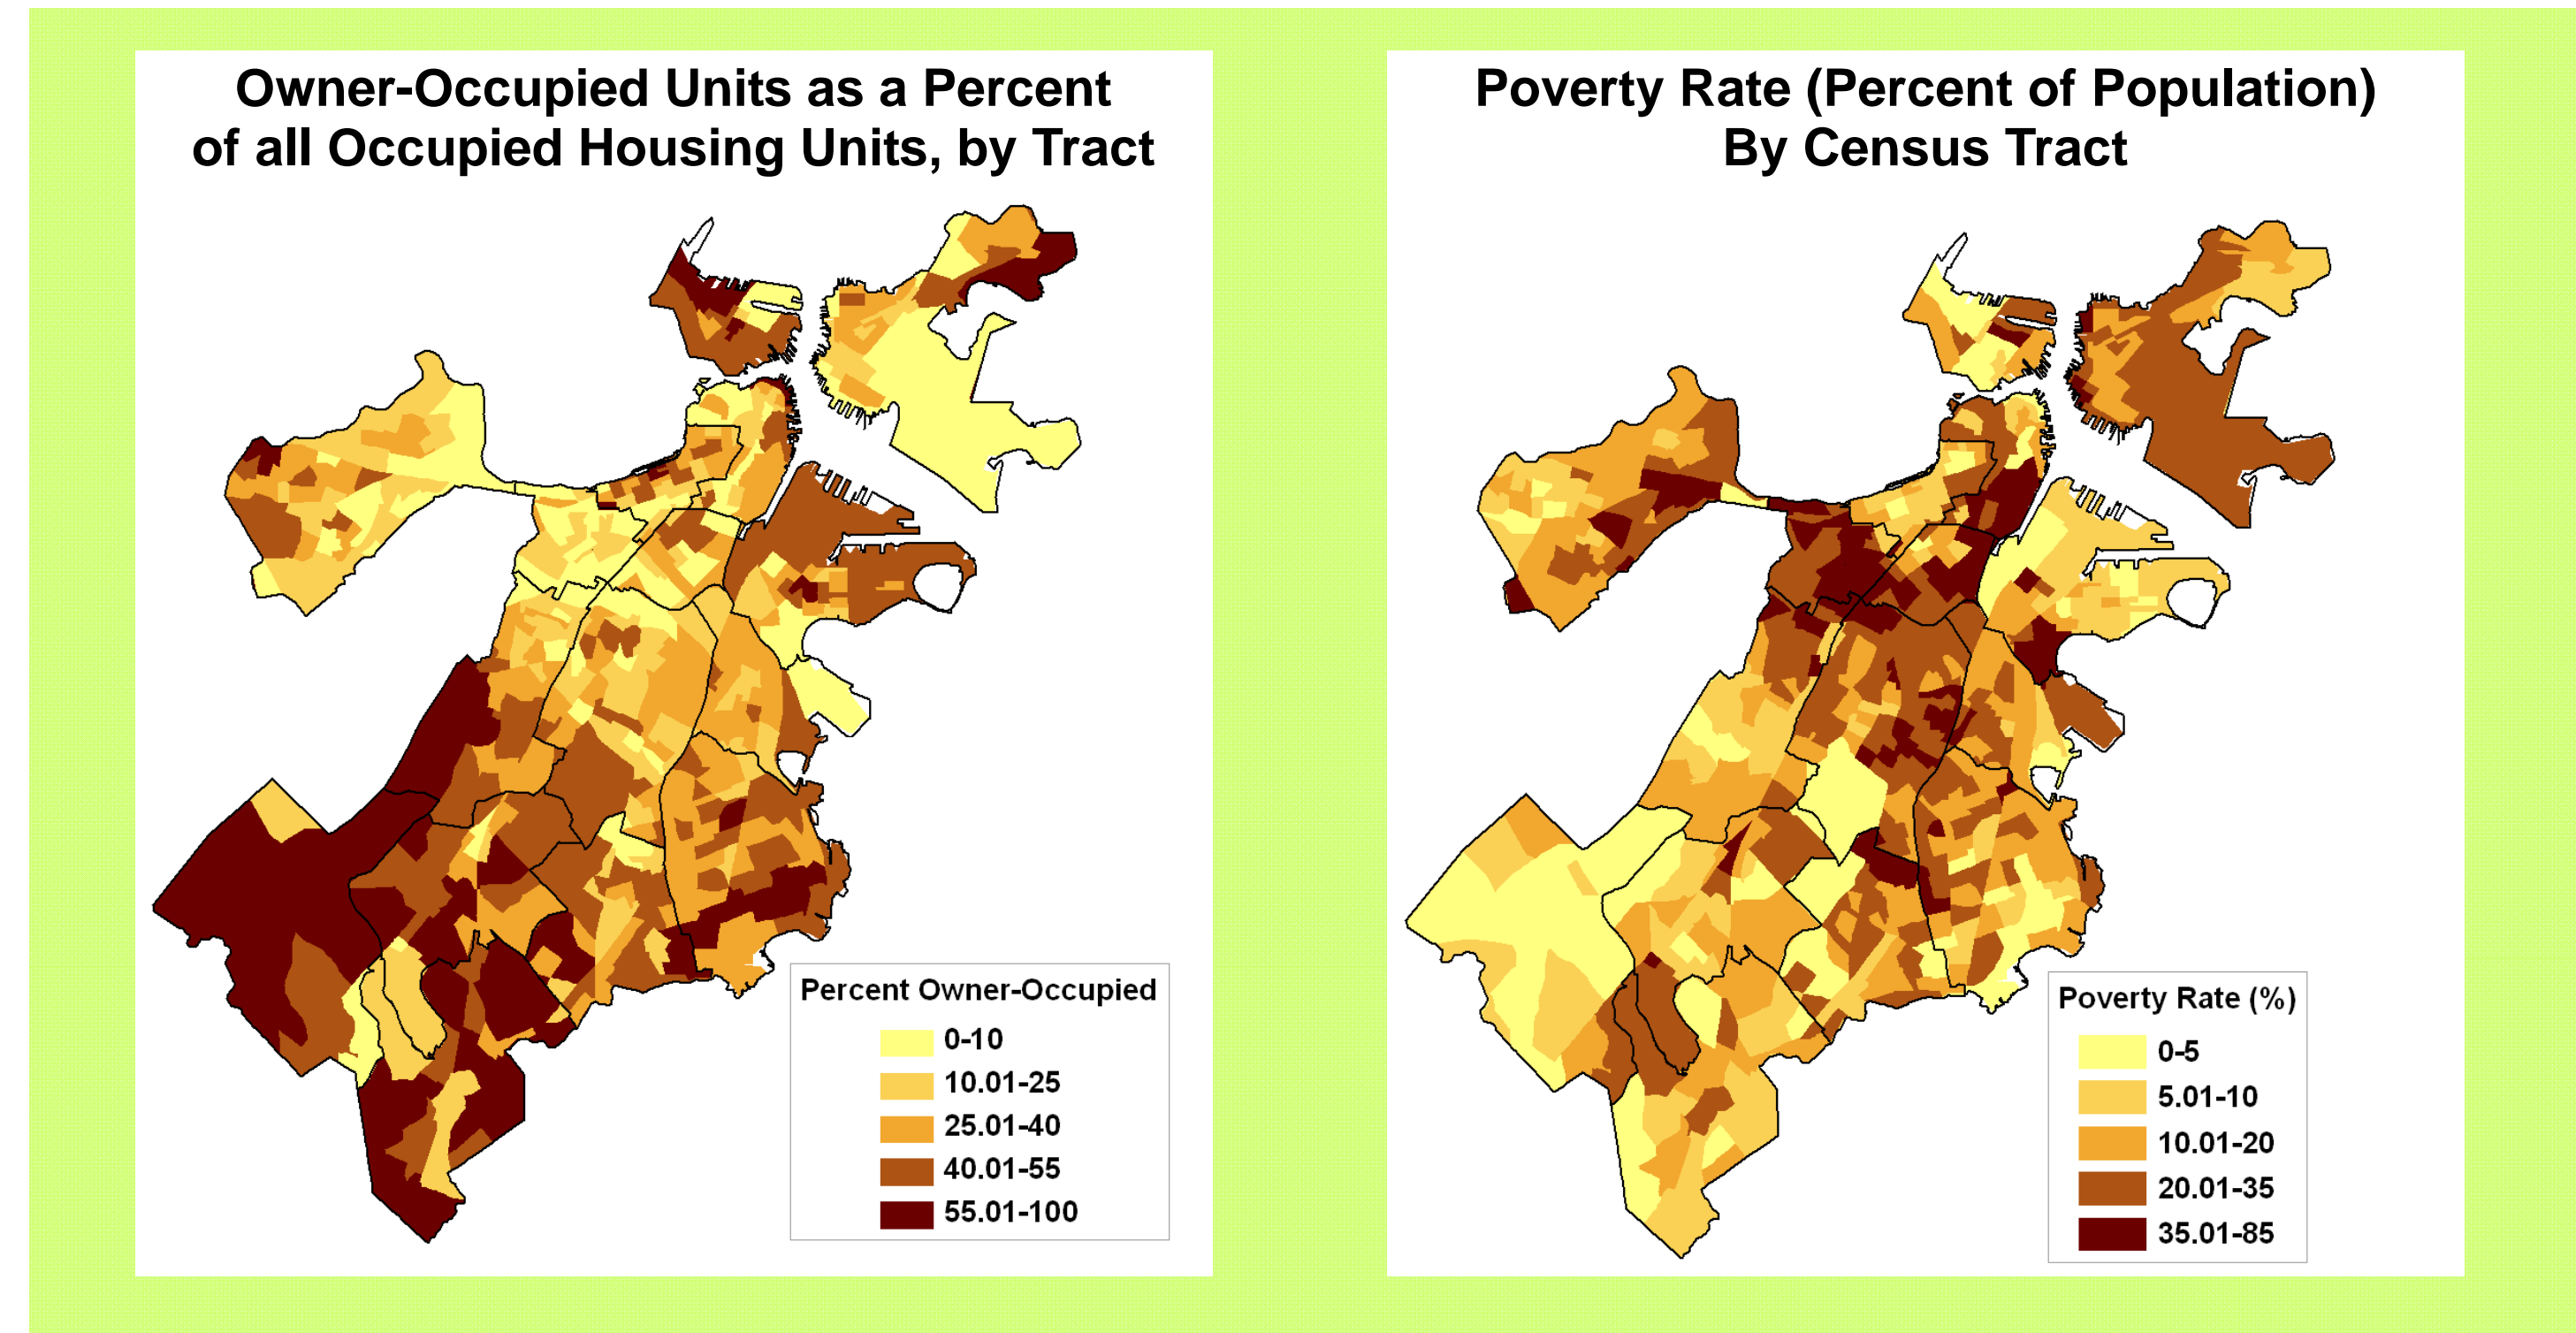 Owner-Occupied Units as a Percent
of all Occupied Housing Units, by Tract
Percent Owner-Occupied
0-10
10.01-25
25.01-40
40.01-55
55.01-100
Poverty Rate (Percent of Population)
By Census Tract
Poverty Rate (%)
0-5
5.01-10
10.01-20
20.01-35
35.01-85